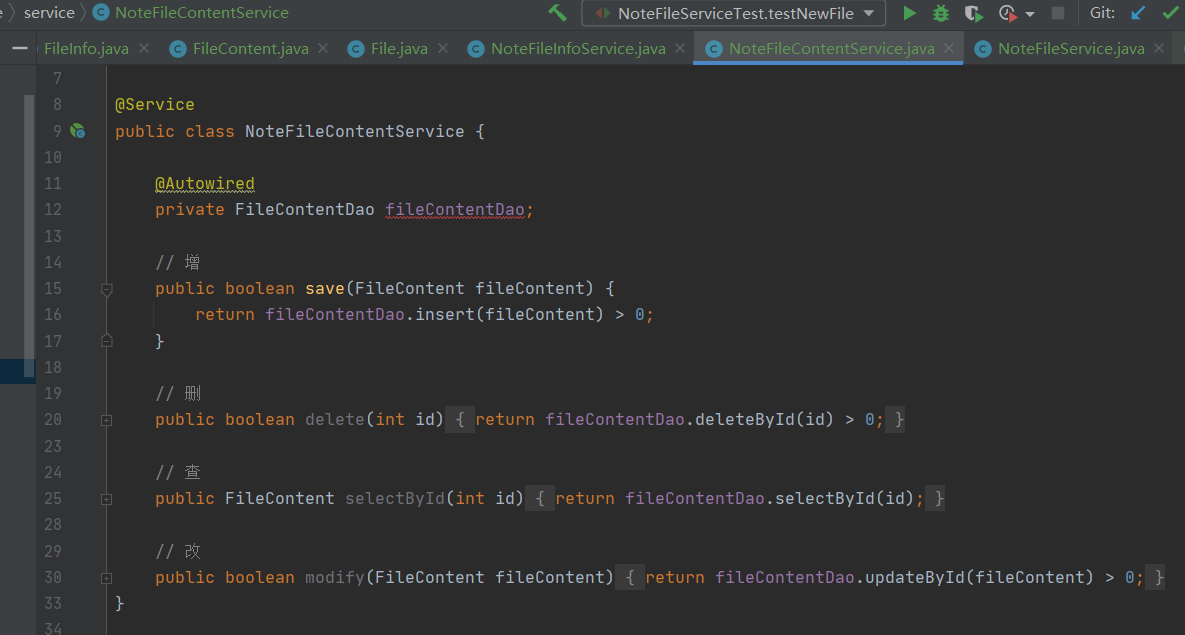 service NoteFileContentService NoteFileServiceTest.testNewFile Git:
FileInfo.java FileContent.java File.java NoteFileInfoService.java NoteFileContentService.java NoteFileService.java
7
8 @Service
9 public class NoteFileContentService {
10
11 @Autowired
12 private FileContentDao fileContentDao;
13
14 // 增
15 public boolean save(FileContent fileContent) {
16 return fileContentDao.insert(fileContent) > 0;
17 }
18
19 // 删
20 public boolean delete(int id) { return fileContentDao.deleteById(id) > 0; }
23
24 // 查
25 public FileContent selectById(int id) { return fileContentDao.selectById(id); }
28
29 // 改
30 public boolean modify(FileContent fileContent) { return fileContentDao.updateById(fileContent) > 0; }
33 }
34